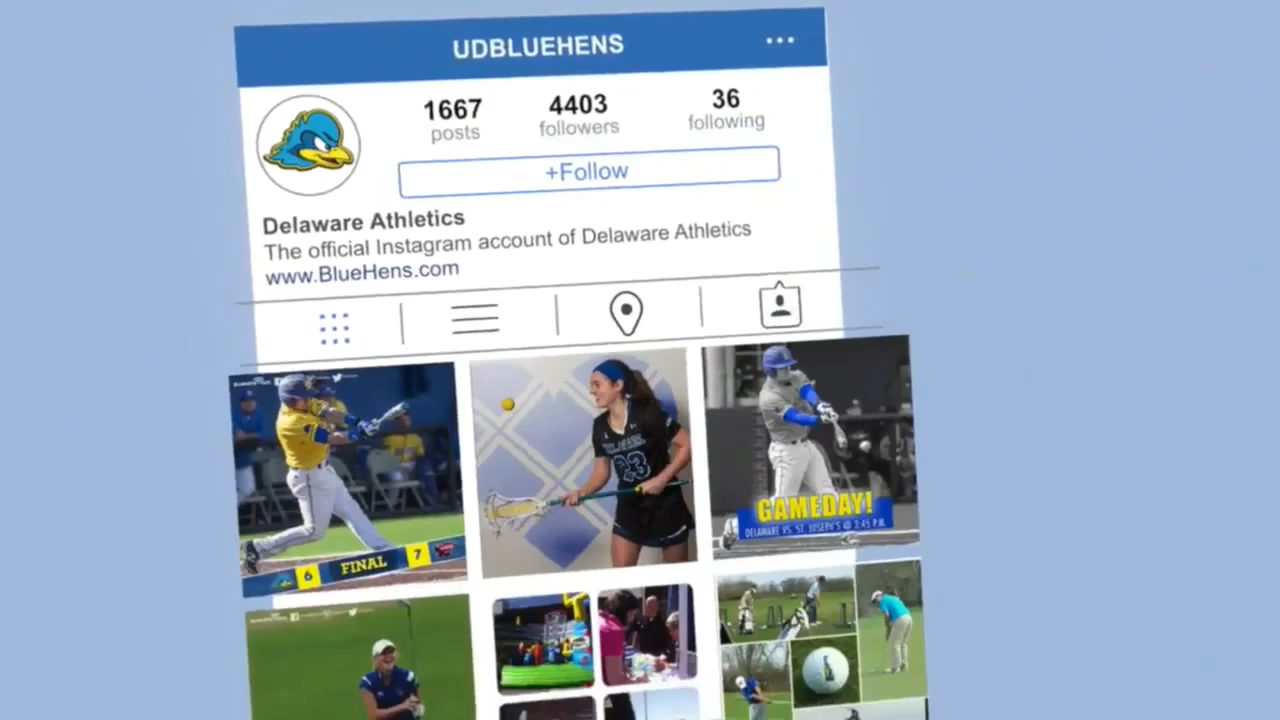 UDBLUEHENS
1667 4403 36
posts followers following
+Follow
Delaware Athletics
The official Instagram account of Delaware Athletics
www.BlueHens.com
23
GAMEDAY!
DELAWARE VS. ST. JOSEPH'S @ 3:45 P.M.
6 FINAL 7